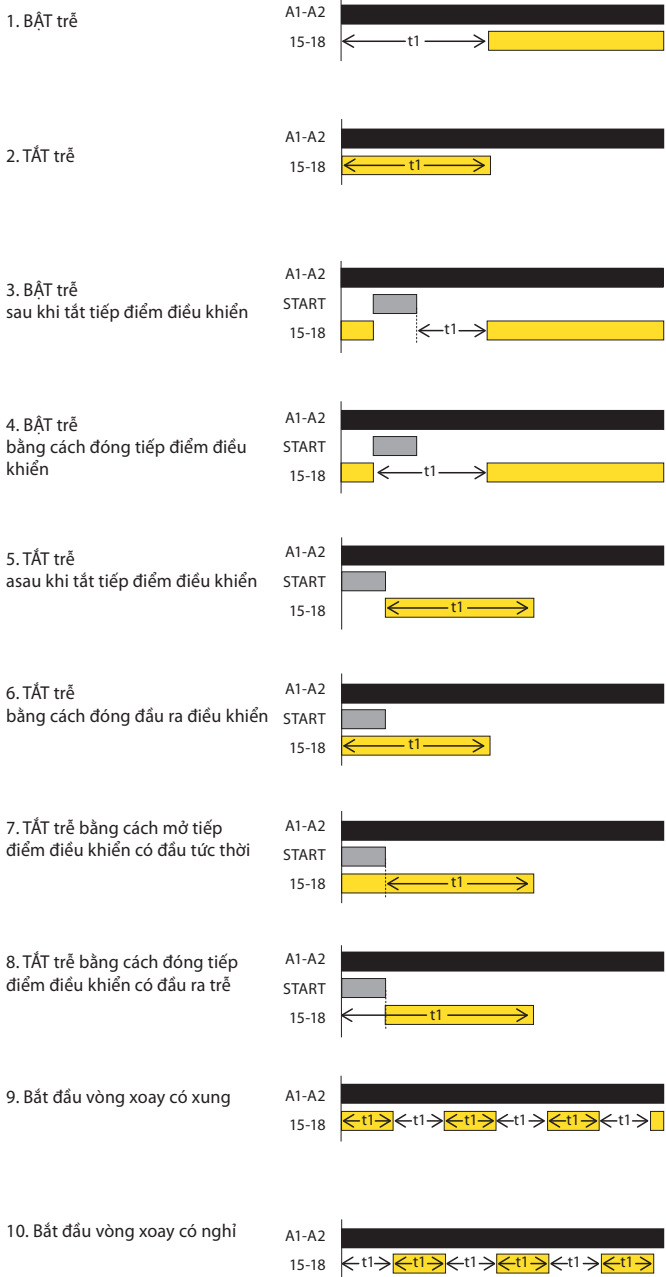 1. BẬT trễ
A1-A2
15-18
t1
2. TẮT trễ
A1-A2
15-18
t1
3. BẬT trễ
sau khi tắt tiếp điểm điều khiển
A1-A2
START
15-18
t1
4. BẬT trễ
bằng cách đóng tiếp điểm điều
khiển
A1-A2
START
15-18
t1
5. TẮT trễ
asau khi tắt tiếp điểm điều khiển
A1-A2
START
15-18
t1
6. TẮT trễ
bằng cách đóng đầu ra điều khiển
A1-A2
START
15-18
t1
7. TẮT trễ bằng cách mở tiếp
điểm điều khiển có đầu tức thời
A1-A2
START
15-18
t1
8. TẮT trễ bằng cách đóng tiếp
điểm điều khiển có đầu ra trễ
A1-A2
START
15-18
t1
9. Bắt đầu vòng xoay có xung
A1-A2
15-18
t1 t1 t1 t1 t1 t1
10. Bắt đầu vòng xoay có nghỉ
A1-A2
15-18
t1 t1 t1 t1 t1 t1